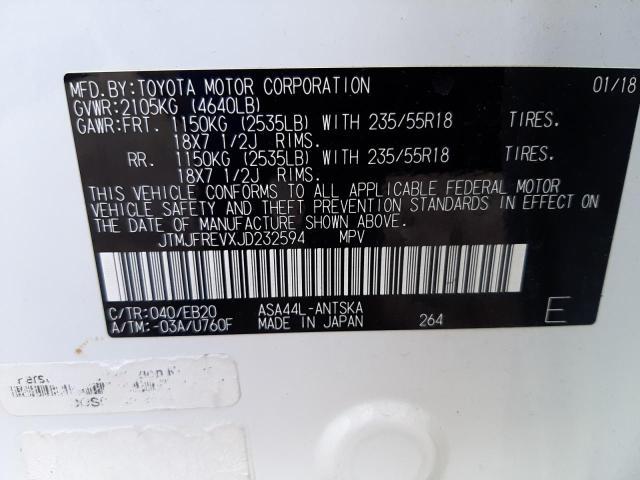 MFD.BY:TOYOTA MOTOR CORPORATION 01/18
GVWR:2105KG (4640LB)
GAWR:FRT. 1150KG (2535LB) WITH 235/55R18 TIRES.
18X7 1/2J RIMS.
RR. 1150KG (2535LB) WITH 235/55R18 TIRES.
18X7 1/2J RIMS.
THIS VEHICLE CONFORMS TO ALL APPLICABLE FEDERAL MOTOR
VEHICLE SAFETY AND THEFT PREVENTION STANDARDS IN EFFECT ON
THE DATE OF MANUFACTURE SHOWN ABOVE.
JTMJFREVXJD232594 MPV
C/TR:040/EB20 ASA44L-ANTSKA
A/TM:-03A/U760F MADE IN JAPAN 264 E